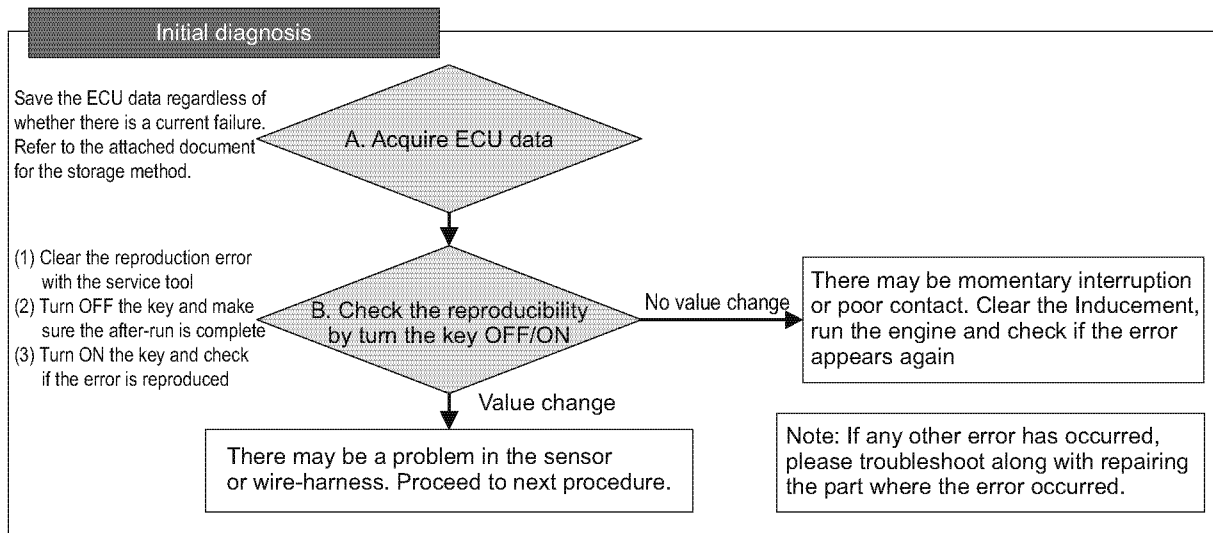 Initial diagnosis
Save the ECU data regardless of
whether there is a current failure.
Refer to the attached document
for the storage method.
A. Acquire ECU data
(1) Clear the reproduction error
with the service tool
(2) Turn OFF the key and make
sure the after-run is complete
(3) Turn ON the key and check
if the error is reproduced
B. Check the reproducibility
by turn the key OFF/ON
No value change
There may be momentary interruption
or poor contact. Clear the Inducement,
run the engine and check if the error
appears again
Value change
There may be a problem in the sensor
or wire-harness. Proceed to next procedure.
Note: If any other error has occurred,
please troubleshoot along with repairing
the part where the error occurred.